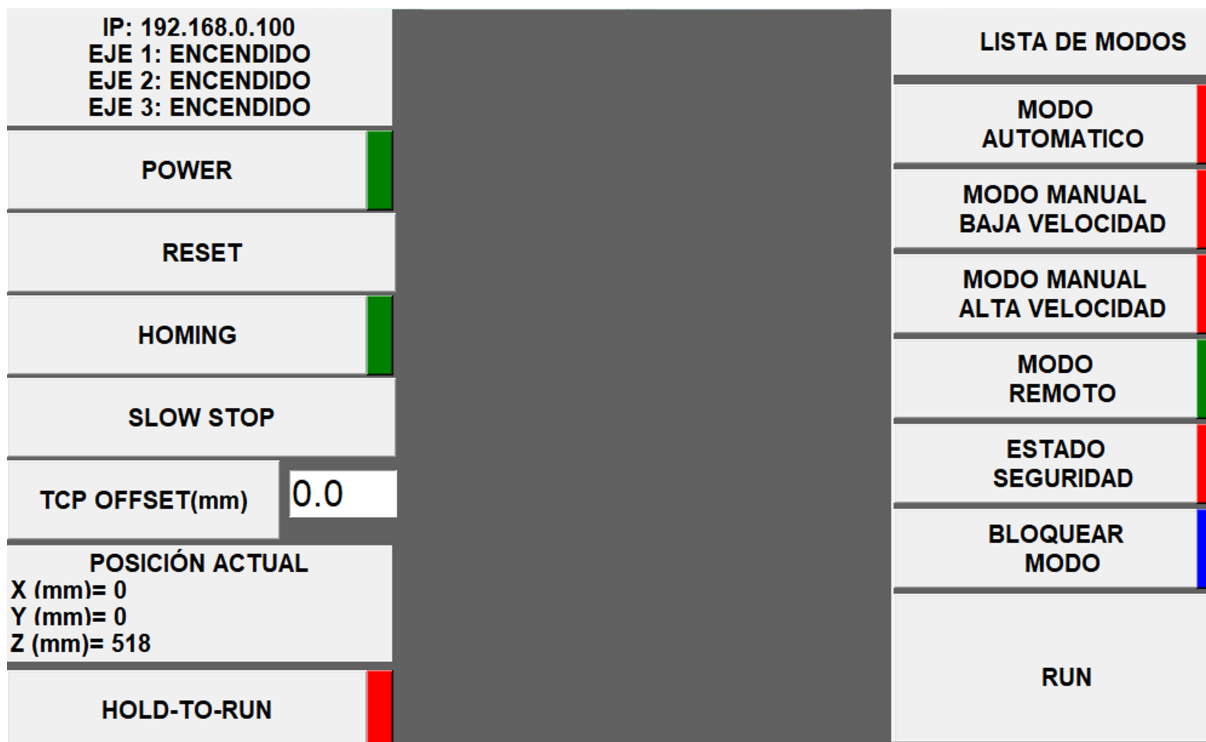 IP: 192.168.0.100
EJE 1: ENCENDIDO
EJE 2: ENCENDIDO
EJE 3: ENCENDIDO
POWER
RESET
HOMING
SLOW STOP
TCP OFFSET(mm)
0.0
POSICIÓN ACTUAL
X (mm)= 0
Y (mm)= 0
Z (mm)= 518
HOLD-TO-RUN
LISTA DE MODOS
MODO
AUTOMATICO
MODO MANUAL
BAJA VELOCIDAD
MODO MANUAL
ALTA VELOCIDAD
MODO
REMOTO
ESTADO
SEGURIDAD
BLOQUEAR
MODO
RUN